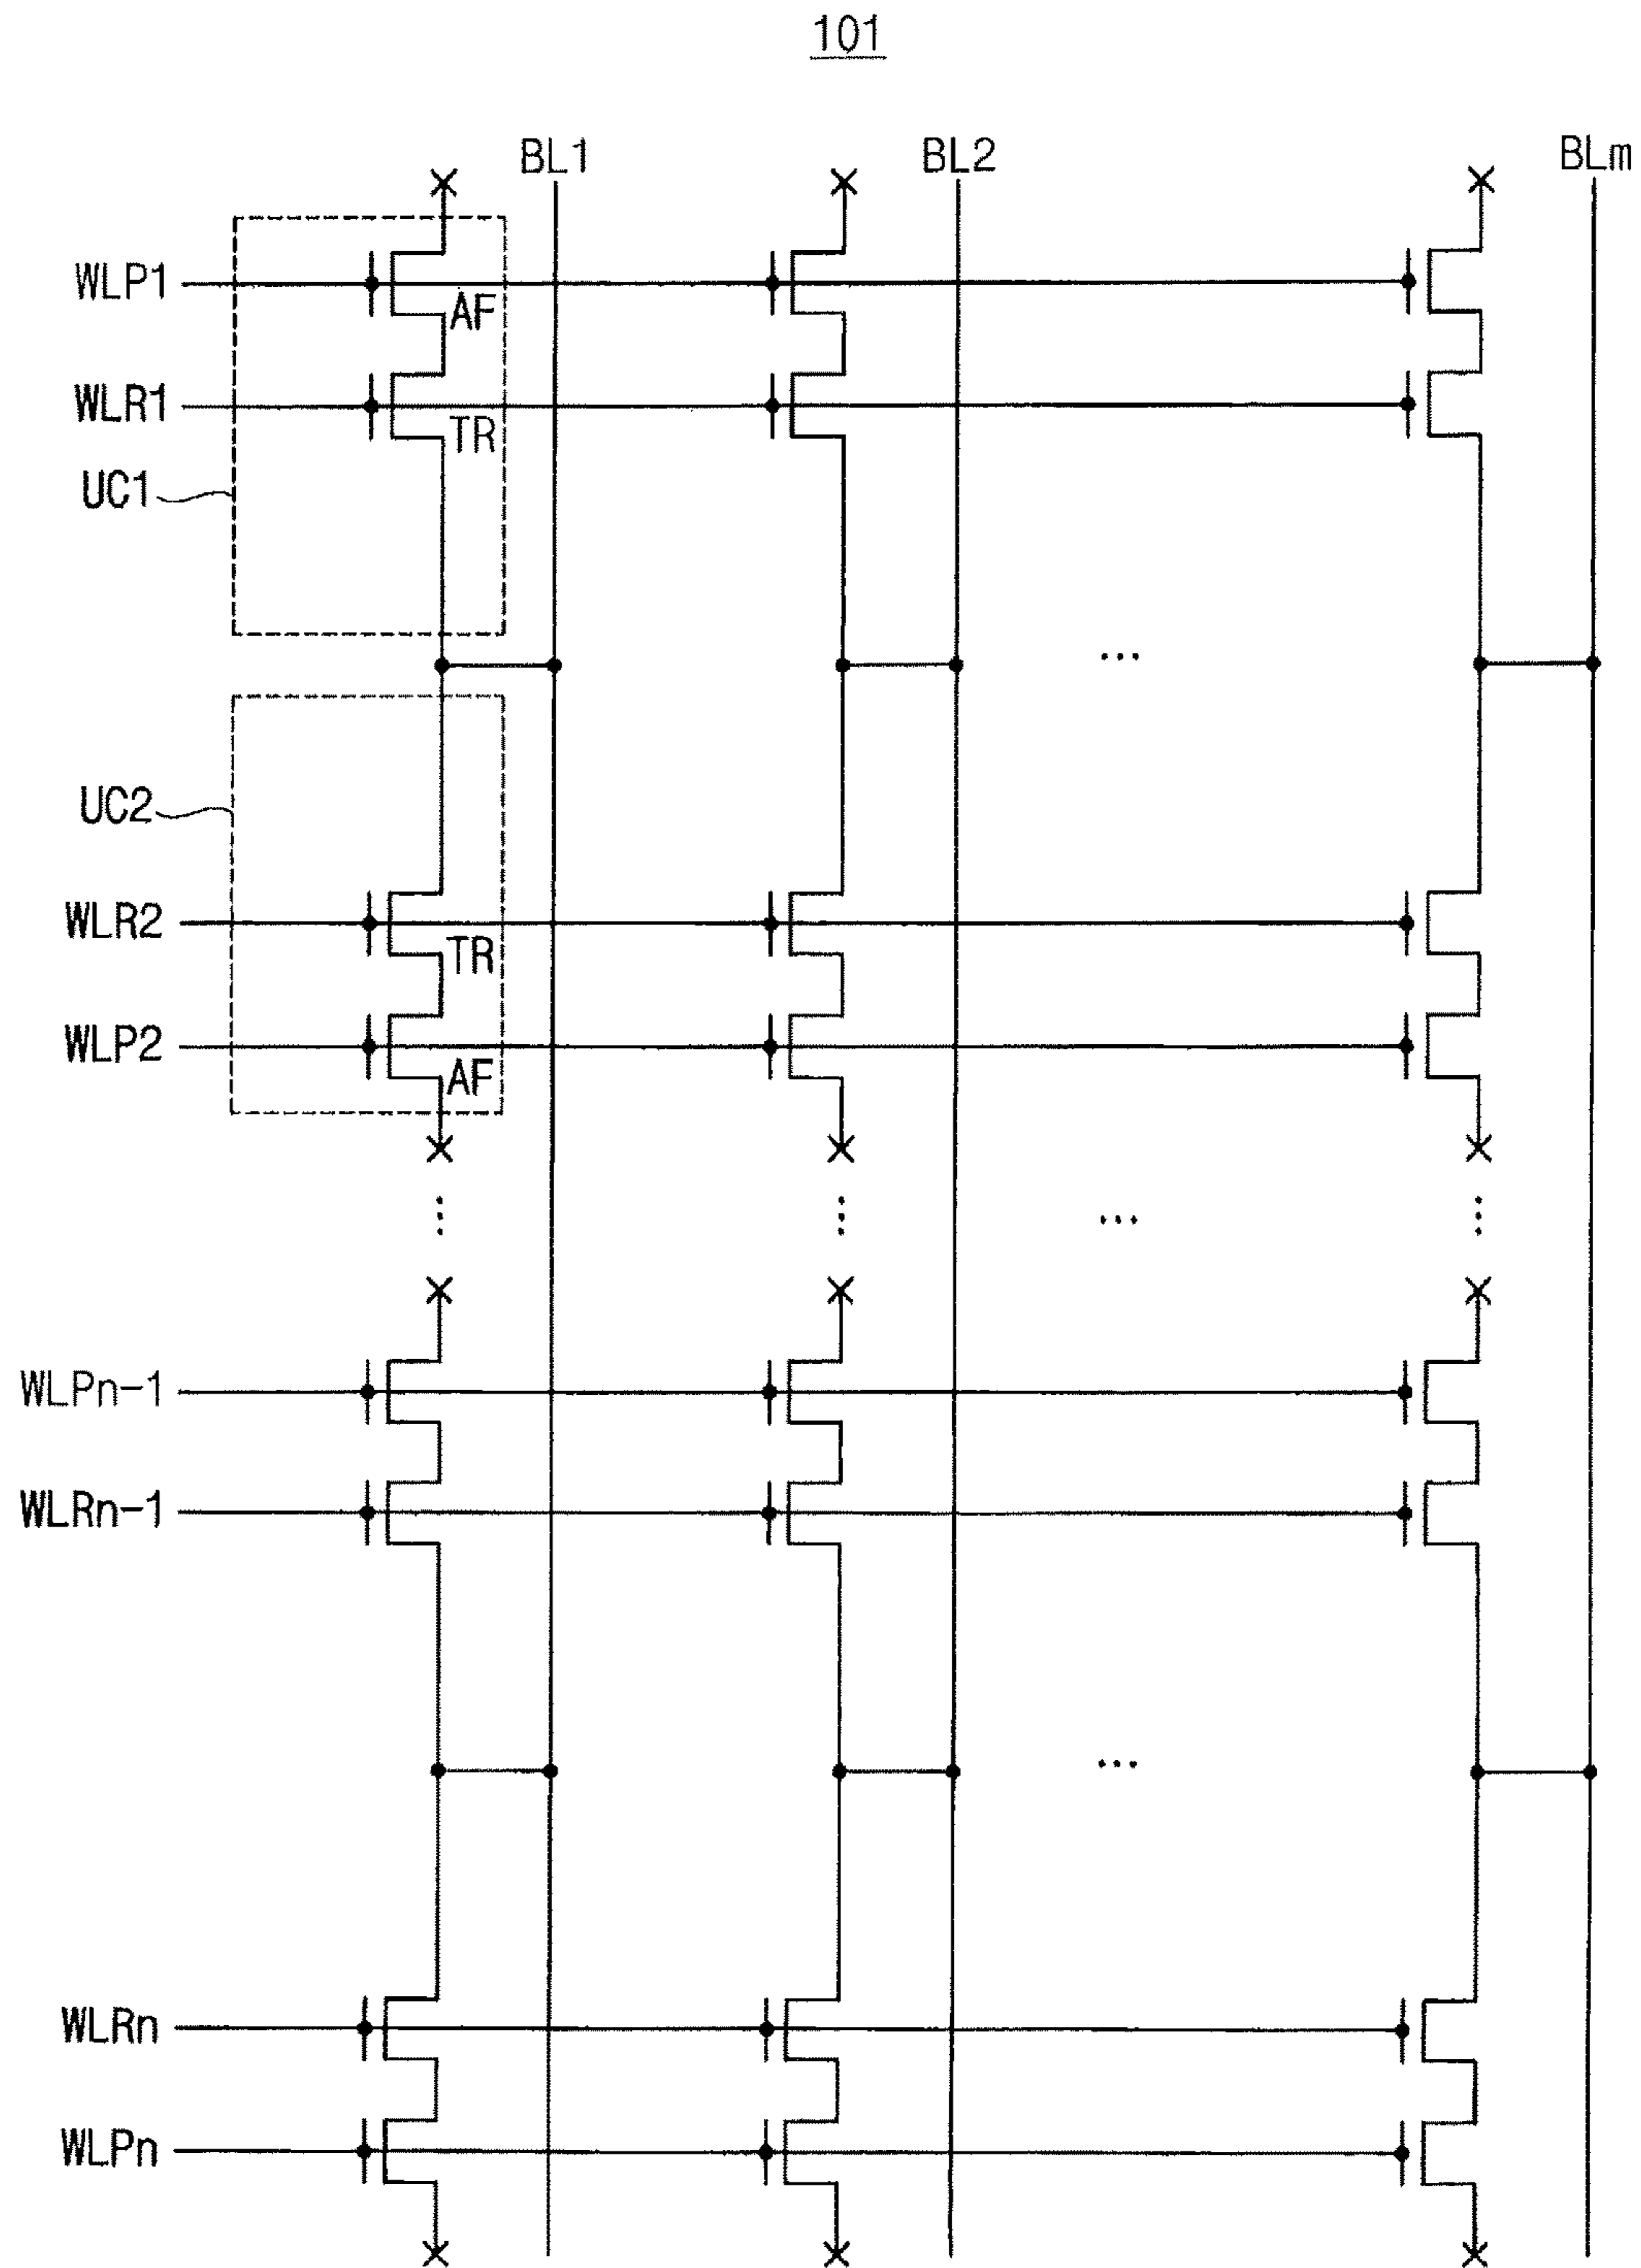 101
BL1 BL2 BLm
WLP1
AF
WLR1
TR
UC1
...
UC2
WLR2
TR
WLP2
AF
... ... ... ...
WLPn-1
WLRn-1
...
WLRn
WLPn